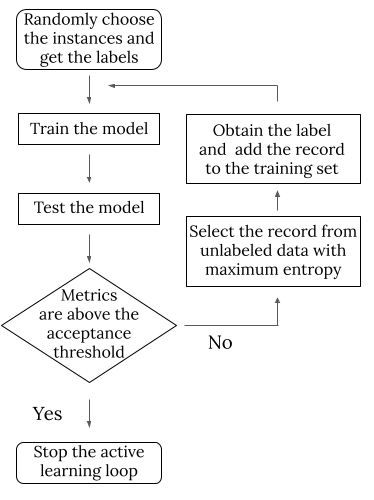 Randomly choose
the instances and
get the labels
Train the model
Test the model
Metrics
are above the
acceptance
threshold
No
Select the record from
unlabeled data with
maximum entropy
Obtain the label
and add the record
to the training set
Yes
Stop the active
learning loop